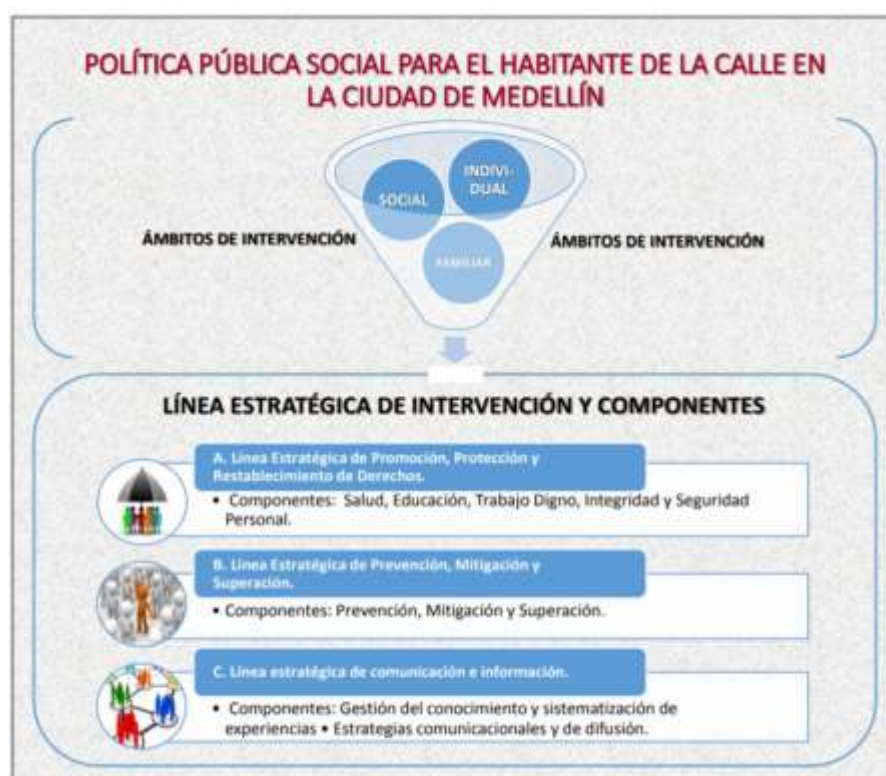 POLÍTICA PÚBLICA SOCIAL PARA EL HABITANTE DE LA CALLE EN
LA CIUDAD DE MEDELLÍN
INDIVI-
DUAL
SOCIAL
FAMILIAR
ÁMBITOS DE INTERVENCIÓN
ÁMBITOS DE INTERVENCIÓN
LÍNEA ESTRATÉGICA DE INTERVENCIÓN Y COMPONENTES
A. Línea Estratégica de Promoción, Protección y
Restablecimiento de Derechos.
• Componentes: Salud, Educación, Trabajo Digno, Integridad y Seguridad
Personal.
B. Línea Estratégica de Prevención, Mitigación y
Superación.
• Componentes: Prevención, Mitigación y Superación.
C. Línea estratégica de comunicación e información.
• Componentes: Gestión del conocimiento y sistematización de
experiencias • Estrategias comunicacionales y de difusión.